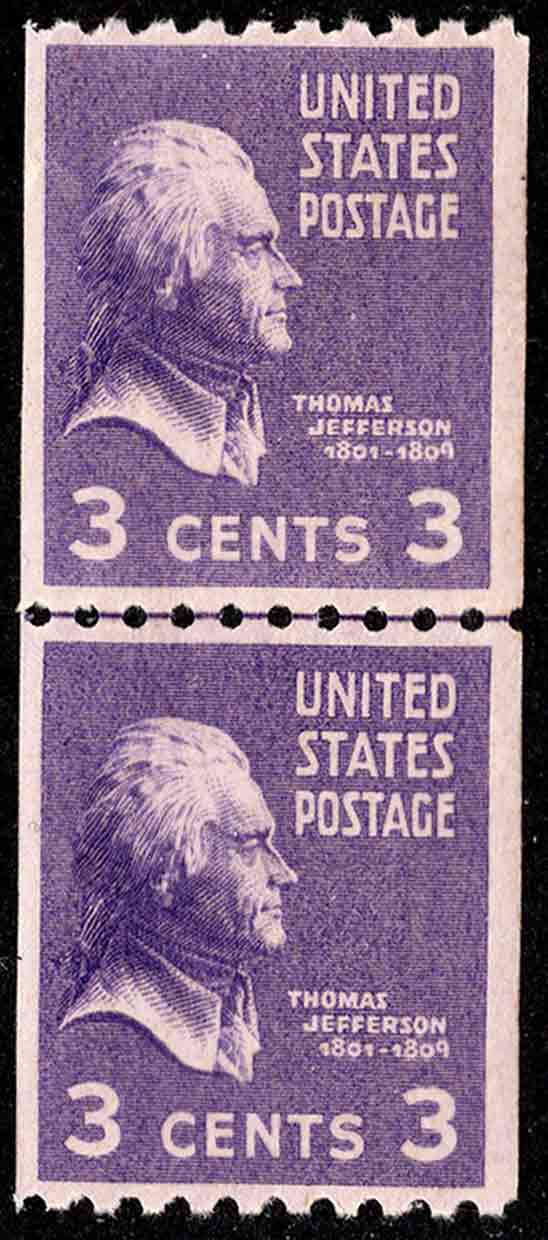 UNITED
STATES
POSTAGE
THOMAS
JEFFERSON
1801-1809
3 CENTS 3
UNITED
STATES
POSTAGE
THOMAS
JEFFERSON
1801-1809
3 CENTS 3